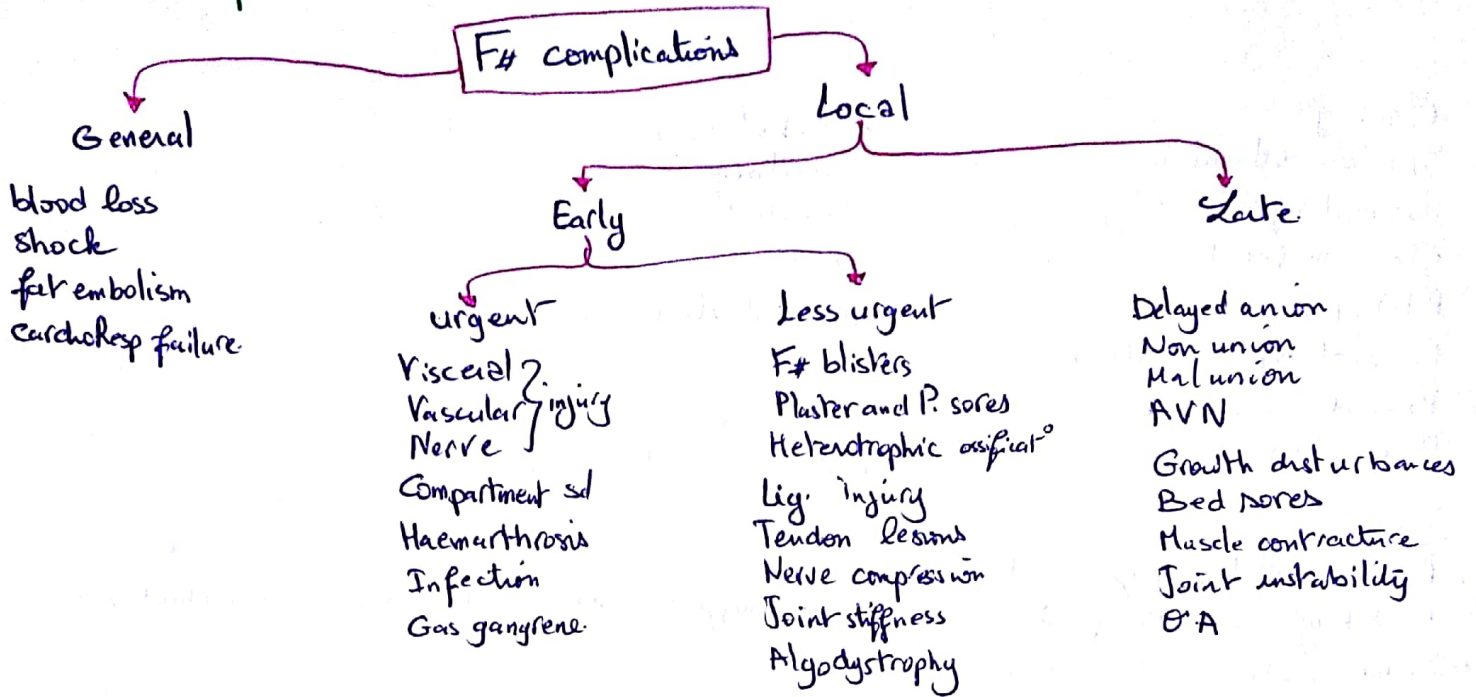 F# complications
General
blood loss
shock
fat embolism
CardioResp failure.
Local
Early
urgent
Visceral
Vascular
Nerve
injury
Compartment sd
Haemarthrosis
Infection
Gas gangrene.
Less urgent
F# blisters
Plaster and P. sores
Heterotrophic ossificat°
Lig. injury
Tendon lesions
Nerve compression
Joint stiffness
Algodystrophy
Late
Delayed union
Non union
Mal union
AVN
Growth disturbances
Bed sores
Muscle contracture
Joint instability
OA